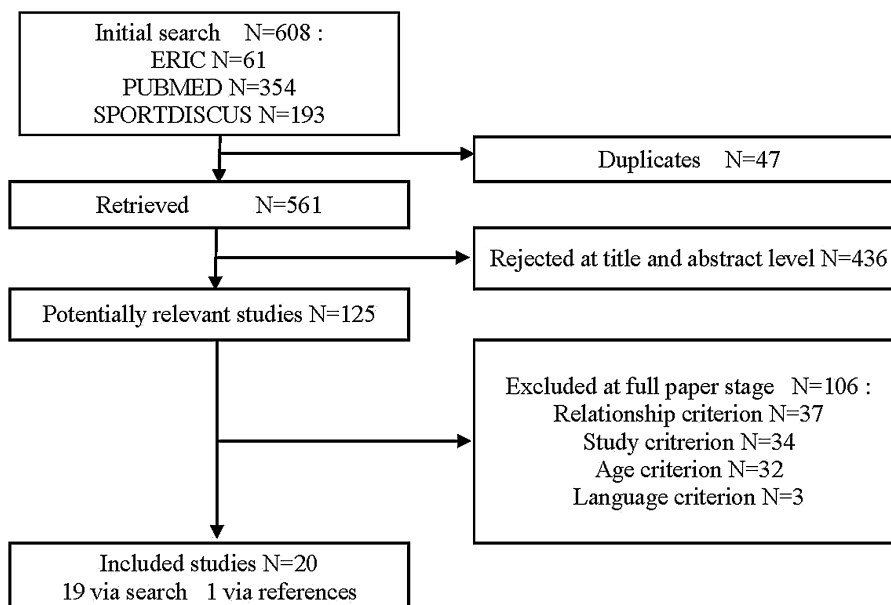 Initial search N=608 :
ERIC N=61
PUBMED N=354
SPORTDISCUS N=193
Duplicates N=47
Retrieved N=561
Rejected at title and abstract level N=436
Potentially relevant studies N=125
Excluded at full paper stage N=106 :
Relationship criterion N=37
Study critrerion N=34
Age criterion N=32
Language criterion N=3
Included studies N=20
19 via search 1 via references